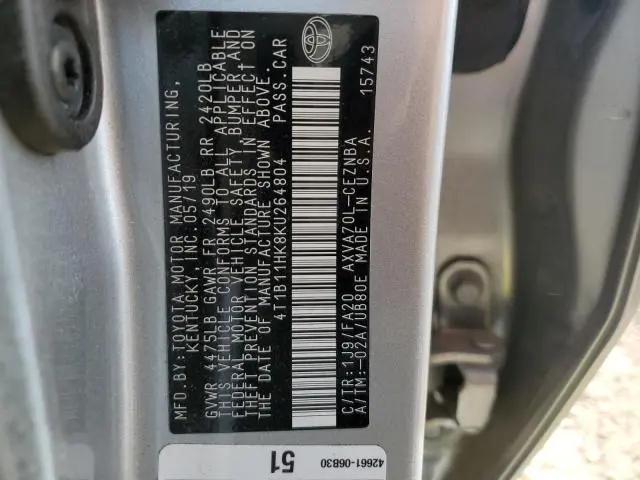 MFD. BY:TOYOTA MOTOR MANUFACTURING,
KENTUCKY, INC. 05/19
GVWR 4475LB GAWR FR 2490LB RR 2420LB
THIS VEHICLE CONFORMS TO ALL APPLICABLE
FEDERAL MOTOR VEHICLE SAFETY, BUMPER, AND
THEFT PREVENTION STANDARDS IN EFFECT ON
THE DATE OF MANUFACTURE SHOWN ABOVE.
4T1B11HK8KU264804 PASS.CAR
C/TR:1J9/FA20 AXVA70L-CEZNBA
A/TM:-02A/UB80E MADE IN U.S.A. 15743
51
42661-06B30